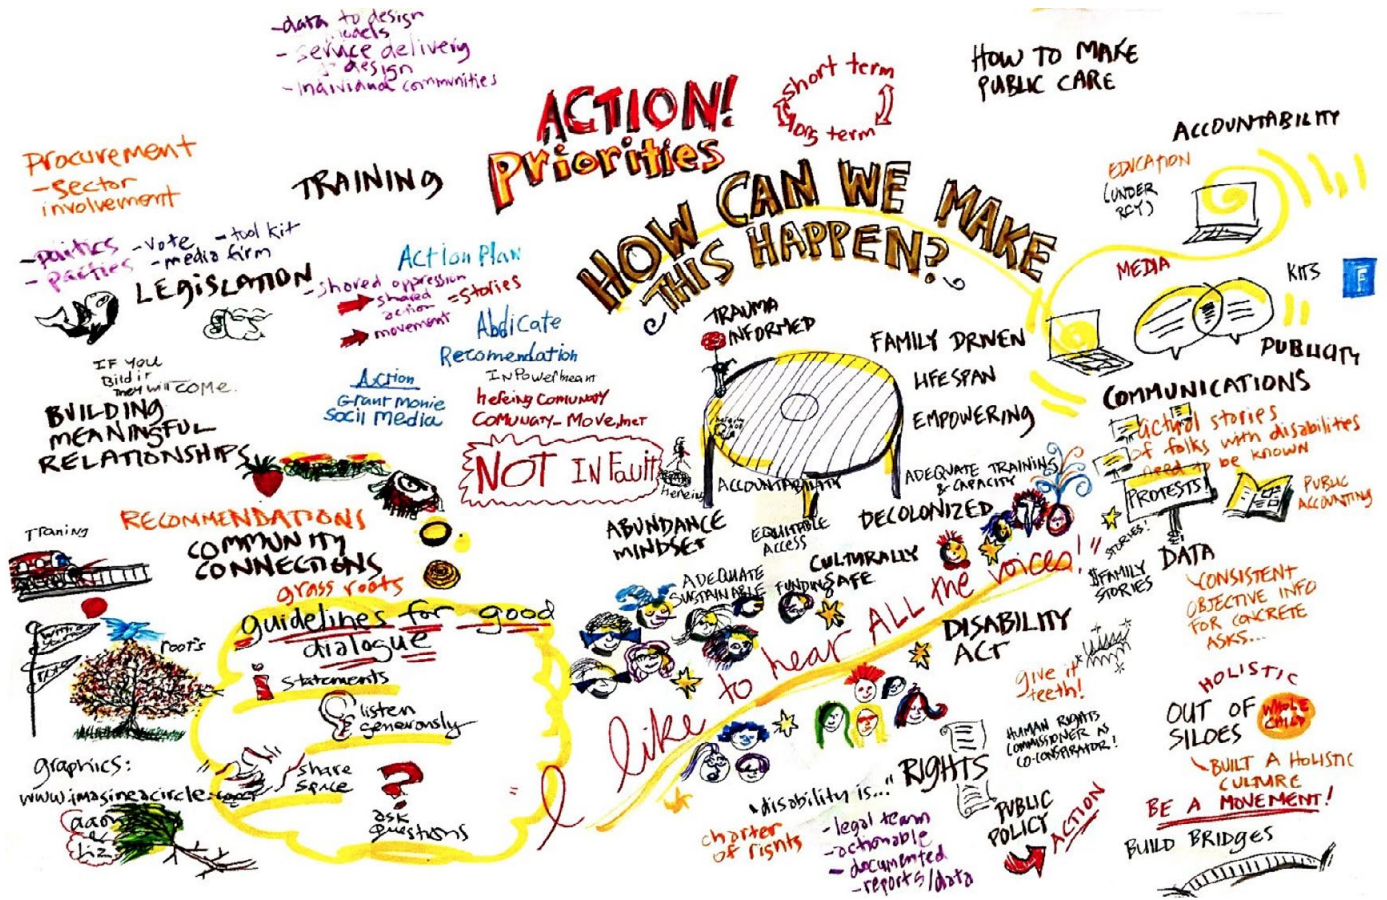 -data to design
- service delivery
design
- individual communities
ACTION!
Priorities
short term
long term
HOW TO MAKE
PUBLIC CARE
ACCOUNTABILITY
EDUCATION
(UNDER
MEDIA
KITS
F
PUBLICITY
Procurement
- sector
involvement
TRAINING
- politics
- parties
- vote
- tool kit
- media firm
LEGISLATION
Action Plan
- shared oppression
shared
action
= stories
movement
Abdicate
Recomendation
InPowerment
Action
Grant Monie
Socil Media
hefeing Comunaty
Comunaty-Movemnet
NOT IN Fault
HOW CAN WE MAKE
THIS HAPPEN?
TRAUMA
INFORMED
FAMILY DRIVEN
LIFESPAN
EMPOWERING
ACCOUNTABILITY
ADEQUATE TRAINING
& CAPACITY
DECOLONIZED
EQUITABLE
ACCESS
ABUNDANCE
MINDSET
CULTURALLY
SAFE
ADEQUATE
SUSTAINABLE FUNDING
COMMUNICATIONS
actual stories
of folks with disabilities
need to be known
PROTESTS!
PUBLIC
ACCOUNTING
STORIES!
$ FAMILY
STORIES
DATA
CONSISTENT
OBJECTIVE INFO
FOR CONCRETE
ASKS...
IF YOU
Bild it
they will COME.
BUILDING
MEANINGFUL
RELATIONSHIPS
Traning
RECOMMENDATIONS
COMMUNITY
CONNECTIONS
grass roots
roots
guidelines for good
dialogue
i statements
listen
generously
share
space
?
ask
questions
graphics:
www.imagineacircle.com
aaron
&
liz
I like to hear ALL the voices!"
DISABILITY
ACT
give it
teeth!
HUMAN RIGHTS
COMMISSIONER AS
CO-CONSPIRATOR!
"disability is..."
RIGHTS
charter
of rights
- legal team
- actionable
- documented
- reports/data
PUBLIC
POLICY
ACTION
HOLISTIC
OUT OF
SILOES
WHOLE
CHILD
BUILT A HOLISTIC
CULTURE
BE A MOVEMENT!
BUILD BRIDGES